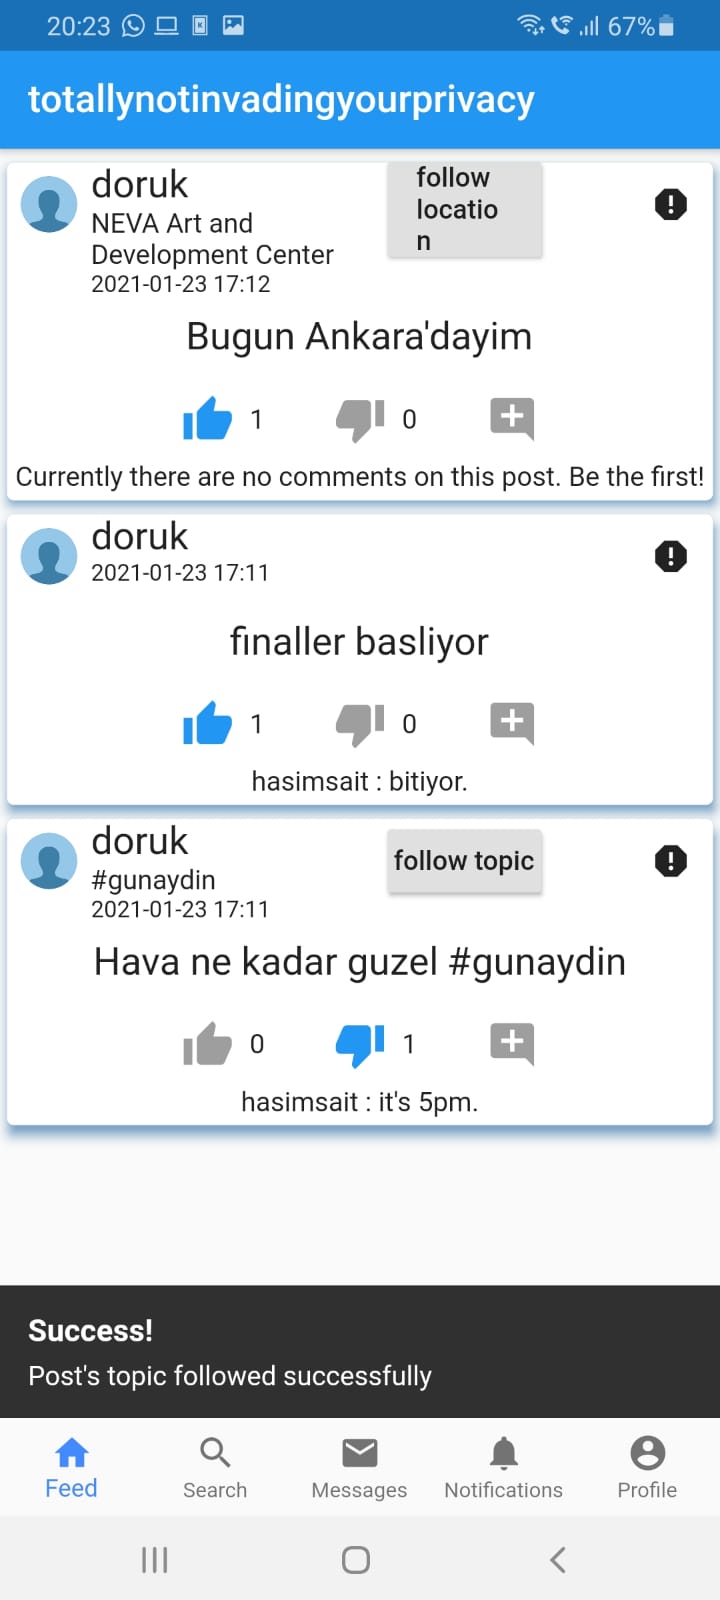 20:23
67%
totallynotinvadingyourprivacy
doruk
NEVA Art and
Development Center
2021-01-23 17:12
follow
locatio
n
Bugun Ankara'dayim
1
0
Currently there are no comments on this post. Be the first!
doruk
2021-01-23 17:11
finaller basliyor
1
0
hasimsait : bitiyor.
doruk
#gunaydin
2021-01-23 17:11
follow topic
Hava ne kadar guzel #gunaydin
0
1
hasimsait : it's 5pm.
Success!
Post's topic followed successfully
Feed
Search
Messages
Notifications
Profile